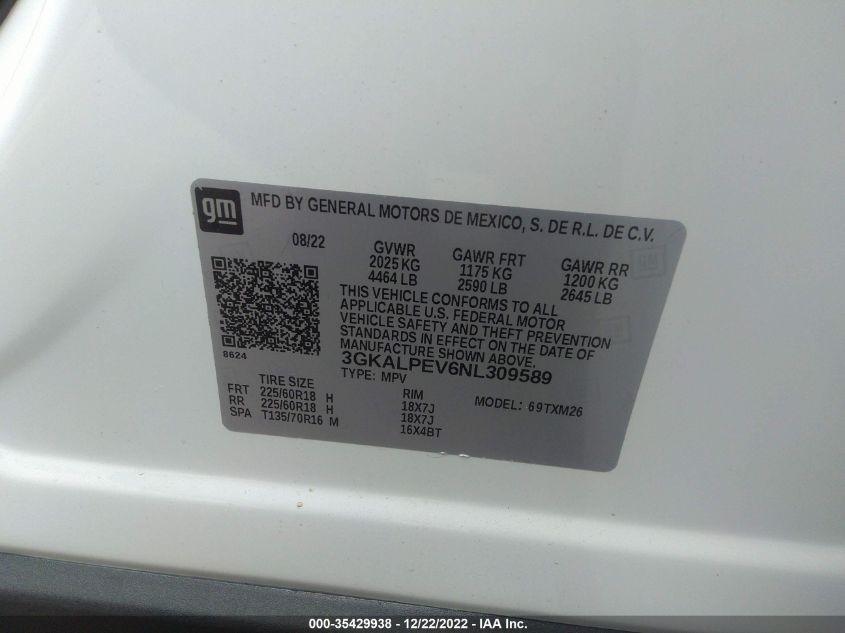 gm MFD BY GENERAL MOTORS DE MEXICO, S. DE R.L. DE C.V.
08/22 GVWR GAWR FRT GAWR RR
2025 KG 1175 KG 1200 KG
4464 LB 2590 LB 2645 LB
THIS VEHICLE CONFORMS TO ALL
APPLICABLE U.S. FEDERAL MOTOR
VEHICLE SAFETY AND THEFT PREVENTION
STANDARDS IN EFFECT ON THE DATE OF
MANUFACTURE SHOWN ABOVE.
8624
3GKALPEV6NL309589
TYPE: MPV
TIRE SIZE RIM MODEL: 69TXM26
FRT 225/60R18 H 18X7J
RR 225/60R18 H 18X7J
SPA T135/70R16 M 16X4BT
000-35429938 - 12/22/2022 - IAAI.com